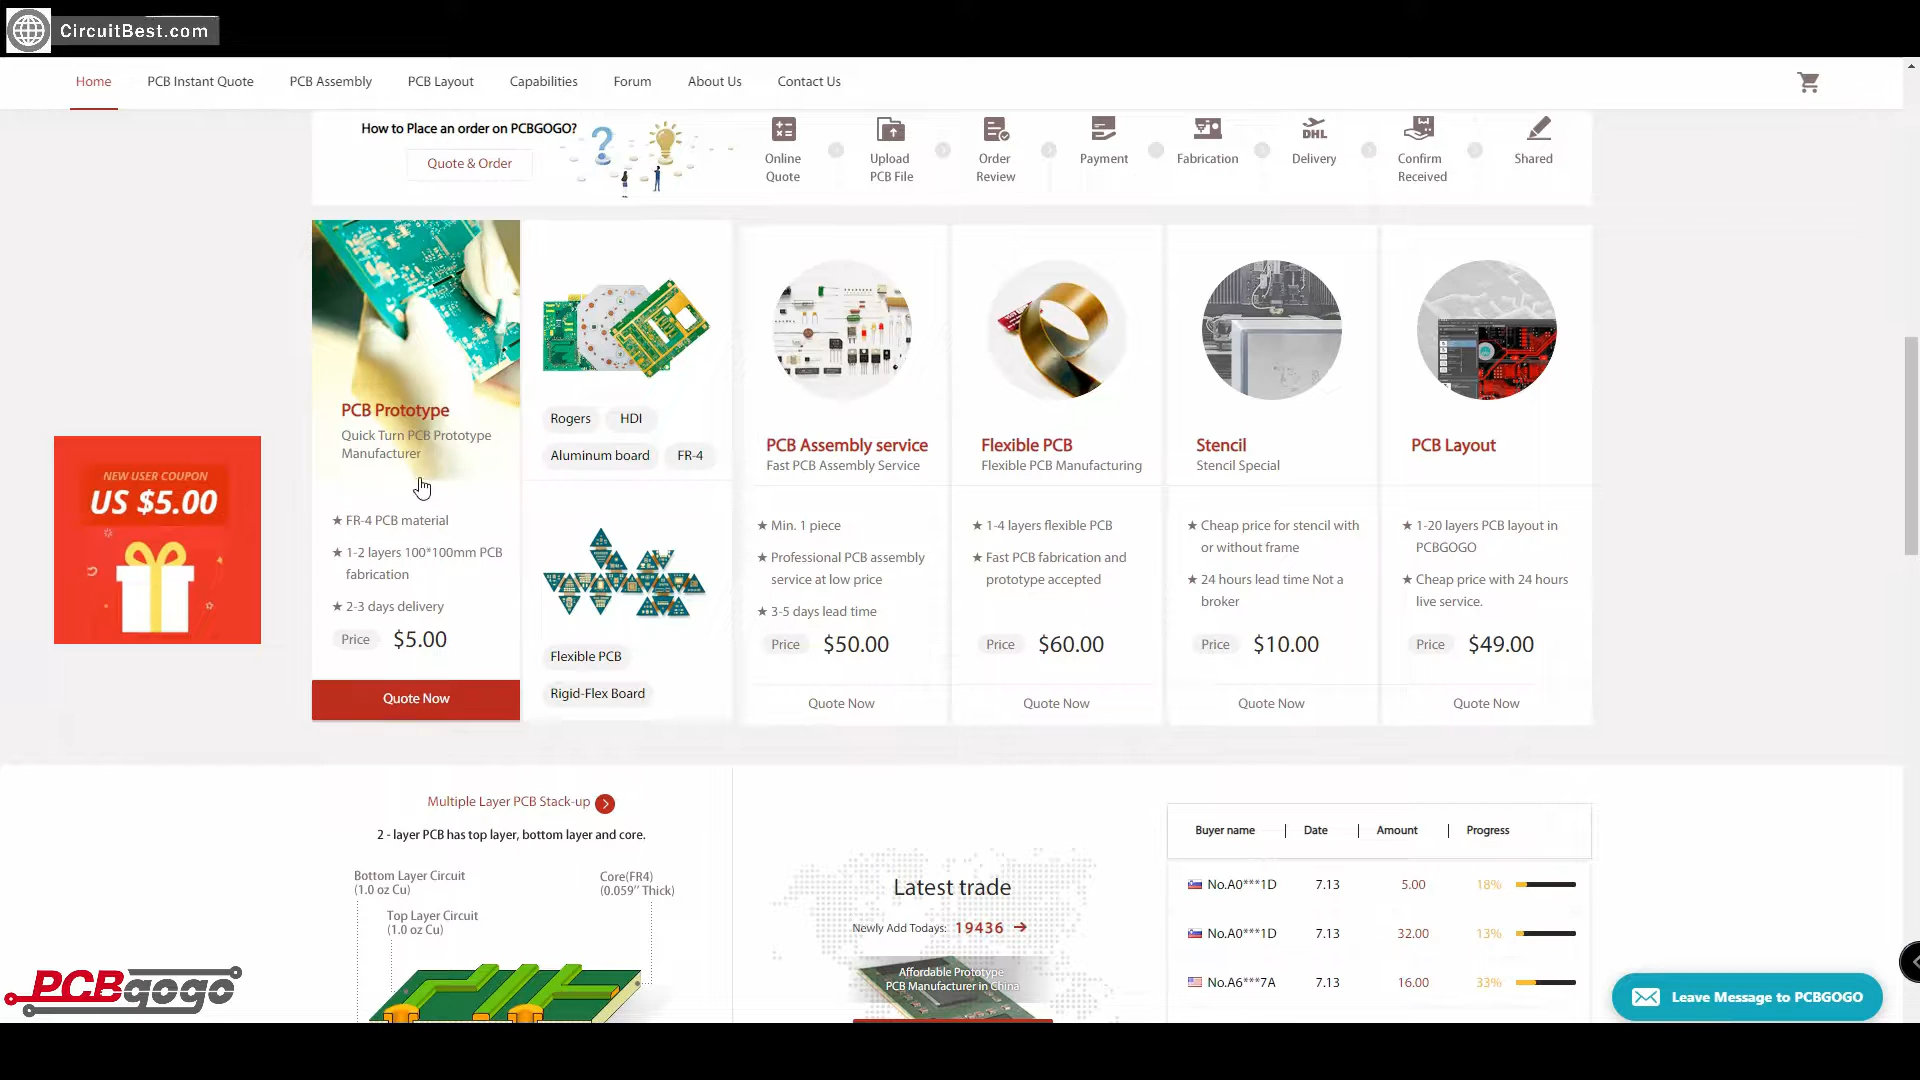 CircuitBest.com
Home PCB Instant Quote PCB Assembly PCB Layout Capabilities Forum About Us Contact Us
How to Place an order on PCBGOGO?
Quote & Order
Online
Quote
Upload
PCB File
Order
Review
Payment
Fabrication
DHL
Delivery
Confirm
Received
Shared
PCB Prototype
Quick Turn PCB Prototype
Manufacturer
★ FR-4 PCB material
★ 1-2 layers 100*100mm PCB
fabrication
★ 2-3 days delivery
Price $5.00
Quote Now
Rogers HDI
Aluminum board FR-4
Flexible PCB
Rigid-Flex Board
PCB Assembly service
Fast PCB Assembly Service
★ Min. 1 piece
★ Professional PCB assembly
service at low price
★ 3-5 days lead time
Price $50.00
Quote Now
Flexible PCB
Flexible PCB Manufacturing
★ 1-4 layers flexible PCB
★ Fast PCB fabrication and
prototype accepted
Price $60.00
Quote Now
Stencil
Stencil Special
★ Cheap price for stencil with
or without frame
★ 24 hours lead time Not a
broker
Price $10.00
Quote Now
PCB Layout
★ 1-20 layers PCB layout in
PCBGOGO
★ Cheap price with 24 hours
live service.
Price $49.00
Quote Now
NEW USER COUPON
US $5.00
Multiple Layer PCB Stack-up
2 - layer PCB has top layer, bottom layer and core.
Bottom Layer Circuit
(1.0 oz Cu)
Core(FR4)
(0.059’’ Thick)
Top Layer Circuit
(1.0 oz Cu)
Latest trade
Newly Add Todays: 19436
Affordable Prototype
PCB Manufacturer in China
Buyer name Date Amount Progress
No.A0***1D 7.13 5.00 18%
No.A0***1D 7.13 32.00 13%
No.A6***7A 7.13 16.00 33%
PCBgogo
Leave Message to PCBGOGO